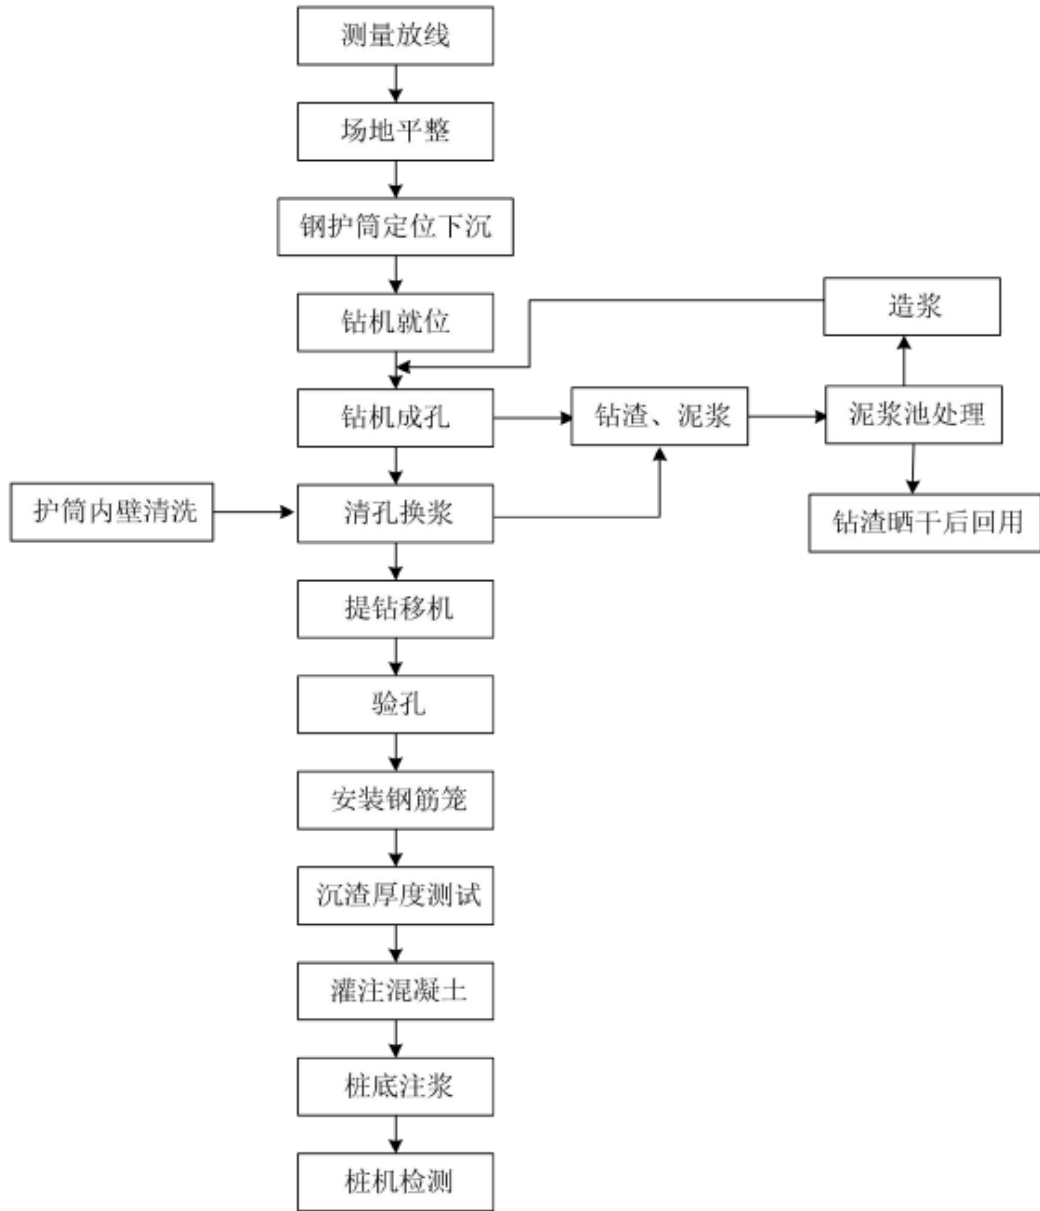 测量放线
场地平整
钢护筒定位下沉
钻机就位
造浆
钻机成孔
钻渣、泥浆
泥浆池处理
护筒内壁清洗
清孔换浆
钻渣晒干后回用
提钻移机
验孔
安装钢筋笼
沉渣厚度测试
灌注混凝土
桩底注浆
桩机检测